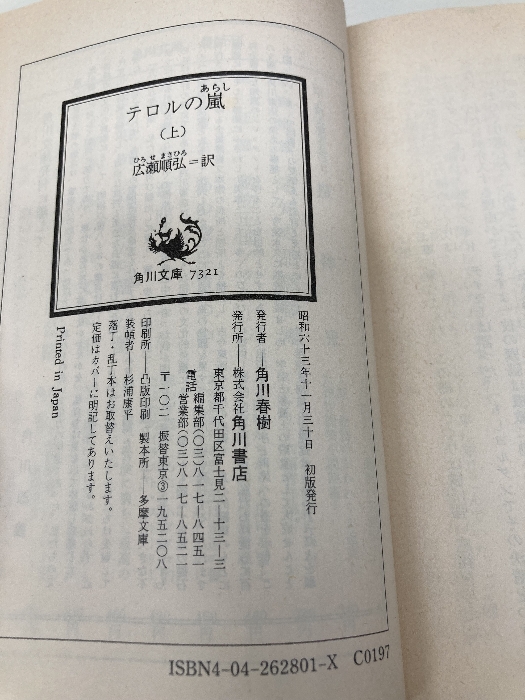 あらし
テロルの嵐
(上)
ひろせまさひろ
広瀬順弘=訳
角川文庫 7321
昭和六十三年十一月三十日 初版発行
発行者――角川春樹
発行所――株式会社角川書店
東京都千代田区富士見二―十三―三
電話 編集部(〇三)八一七―八四五一
営業部(〇三)八一七―八五二一
〒一〇二 振替東京③一九五二〇八
印刷所――凸版印刷 製本所――多摩文庫
装幀者――杉浦康平
落丁・乱丁本はお取替えいたします。
定価はカバーに明記してあります。
Printed in Japan
ISBN4-04-262801-X C0197